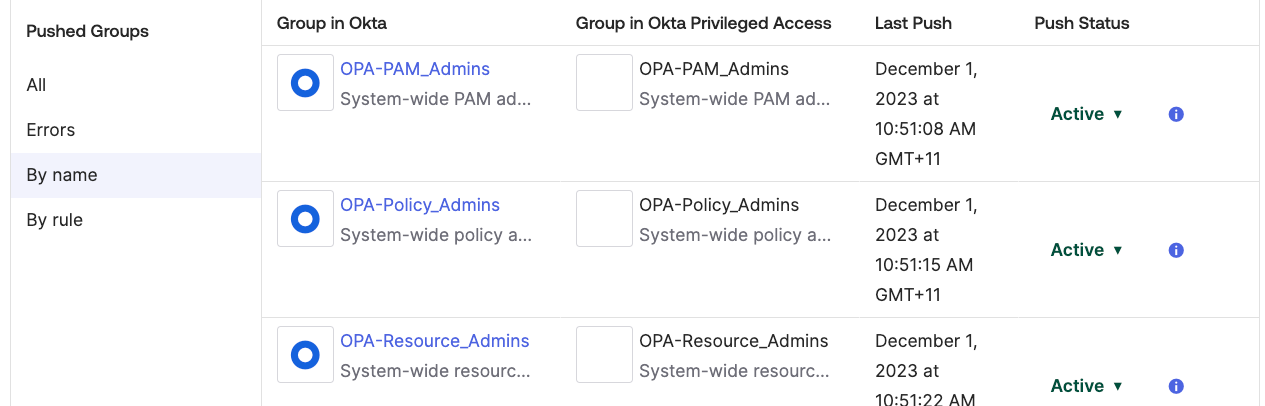 Pushed Groups
All
Errors
By name
By rule
Group in Okta
Group in Okta Privileged Access
Last Push
Push Status
OPA-PAM_Admins
System-wide PAM ad...
OPA-PAM_Admins
System-wide PAM ad...
December 1,
2023 at
10:51:08 AM
GMT+11
Active
OPA-Policy_Admins
System-wide policy a...
OPA-Policy_Admins
System-wide policy a...
December 1,
2023 at
10:51:15 AM
GMT+11
Active
OPA-Resource_Admins
System-wide resourc...
OPA-Resource_Admins
System-wide resourc...
December 1,
2023 at
10:51:22 AM
Active